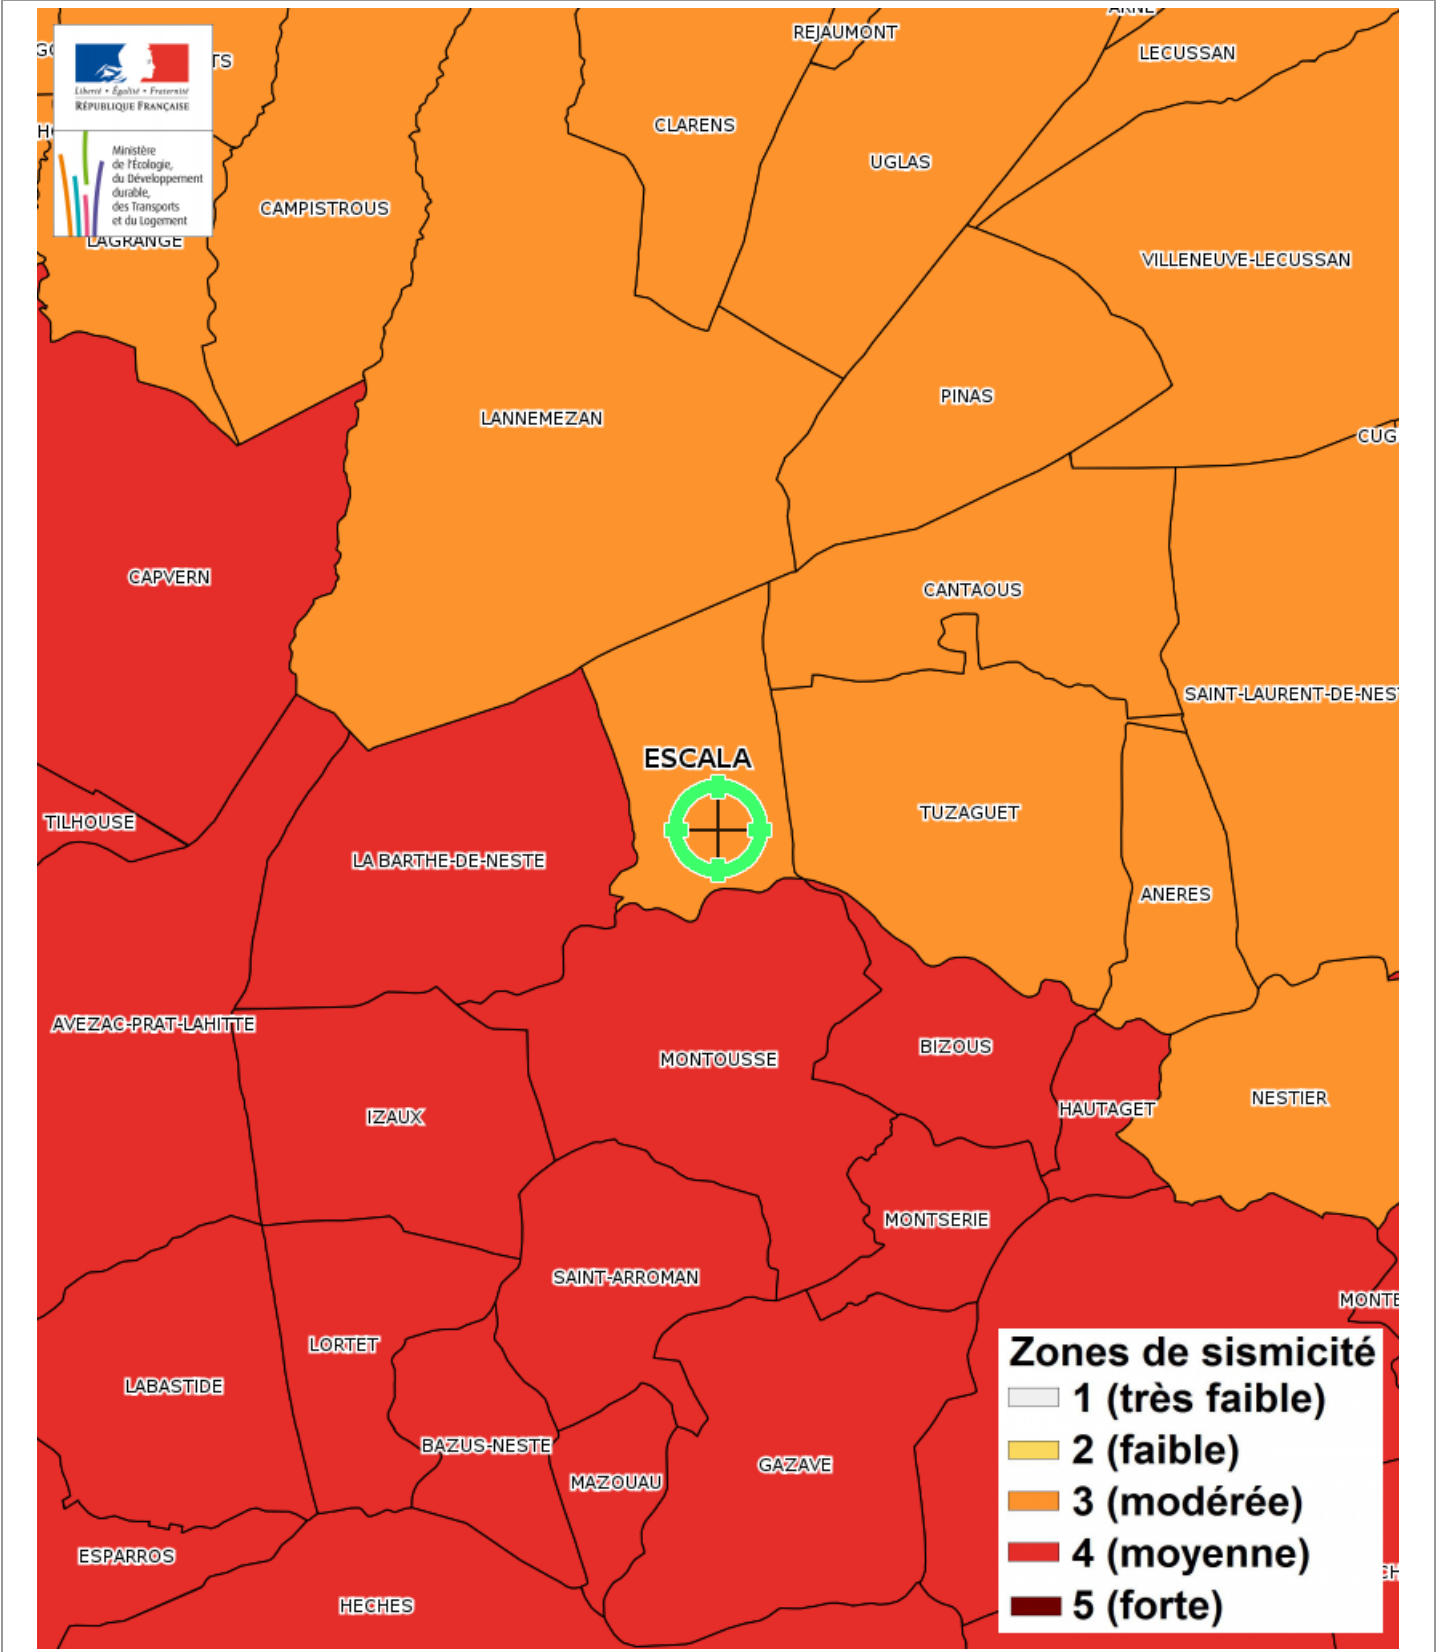 ARNE
REJAUMONT
LECUSSAN
TS
Liberté • Égalité • Fraternité
RÉPUBLIQUE FRANÇAISE
CLARENS
UGLAS
Ministère
de l'Écologie,
du Développement
durable,
des Transports
et du Logement
CAMPISTROUS
LAGRANGE
VILLENEUVE-LECUSSAN
PINAS
LANNEMEZAN
CUG
CAPVERN
CANTAOUS
SAINT-LAURENT-DE-NES
ESCALA
TUZAGUET
TILHOUSE
LA BARTHE-DE-NESTE
ANERES
AVEZAC-PRAT-LAHITTE
BIZOUS
MONTOUSSE
NESTIER
HAUTAGET
IZAUX
MONTSERIE
SAINT-ARROMAN
MONTE
LORTET
LABASTIDE
BAZUS-NESTE
GAZAVE
MAZOUAU
ESPARROS
HECHES
CH
Zones de sismicité
1 (très faible)
2 (faible)
3 (modérée)
4 (moyenne)
5 (forte)